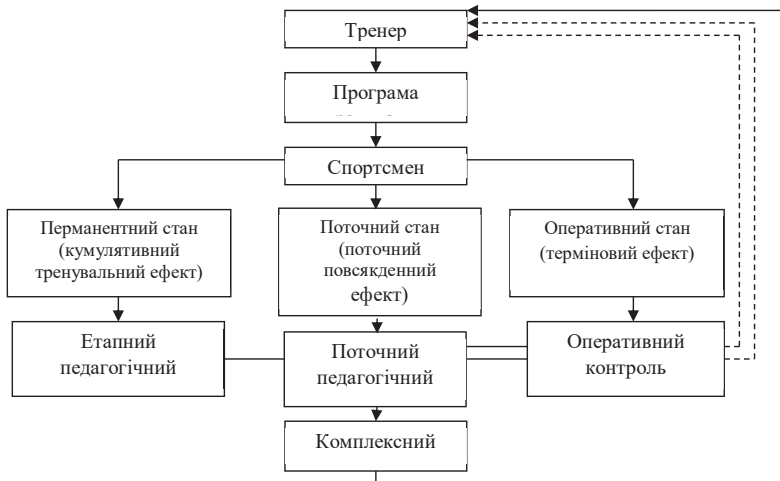 Тренер
Програма
Спортсмен
Перманентний стан
(кумулятивний
тренувальний ефект)
Поточний стан
(поточний
повсякденний
ефект)
Оперативний стан
(терміновий ефект)
Етапний
педагогічний
Поточний
педагогічний
Оперативний
контроль
Комплексний